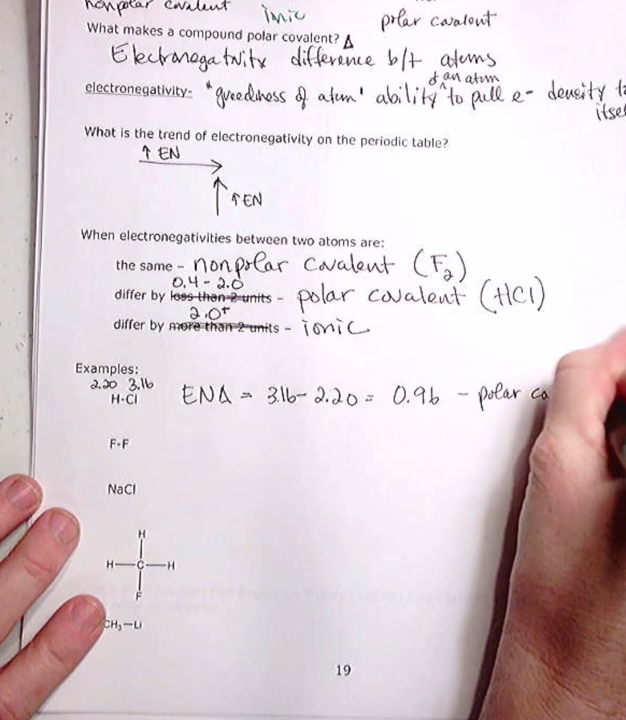 nonpolar covalent ionic polar covalent
What makes a compound polar covalent? Δ
Electronegativity difference b/t atoms
of an atom
electronegativity: "greediness of atom" ability ^ to pull e- density
itself
What is the trend of electronegativity on the periodic table?
↑ EN
↑EN
When electronegativities between two atoms are:
the same - nonpolar covalent (F₂)
0.4 - 2.0
differ by less than 2 units - polar covalent (HCl)
2.0+
differ by more than 2 units - ionic
Examples:
2.20 3.16
H-Cl ENΔ = 3.16 - 2.20 = 0.96 - polar co
F-F
NaCl
H
H—C—H
F
CH₃—Li
19